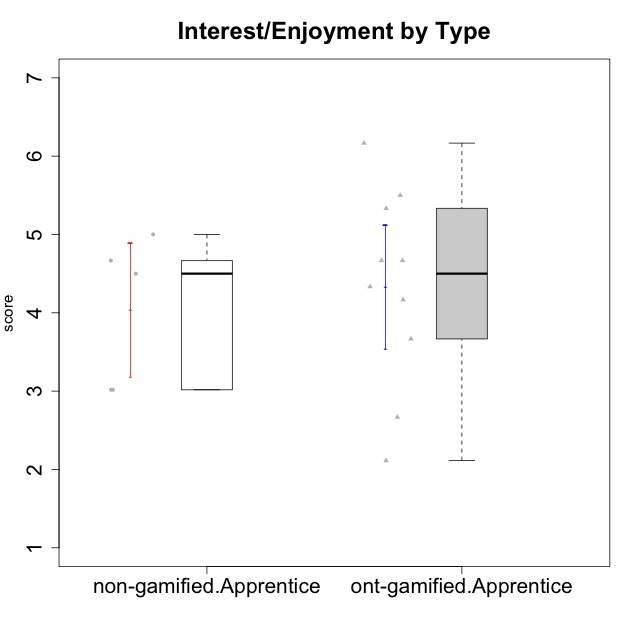 Interest/Enjoyment by Type
7
6
5
4
3
2
1
score
non-gamified.Apprentice
ont-gamified.Apprentice